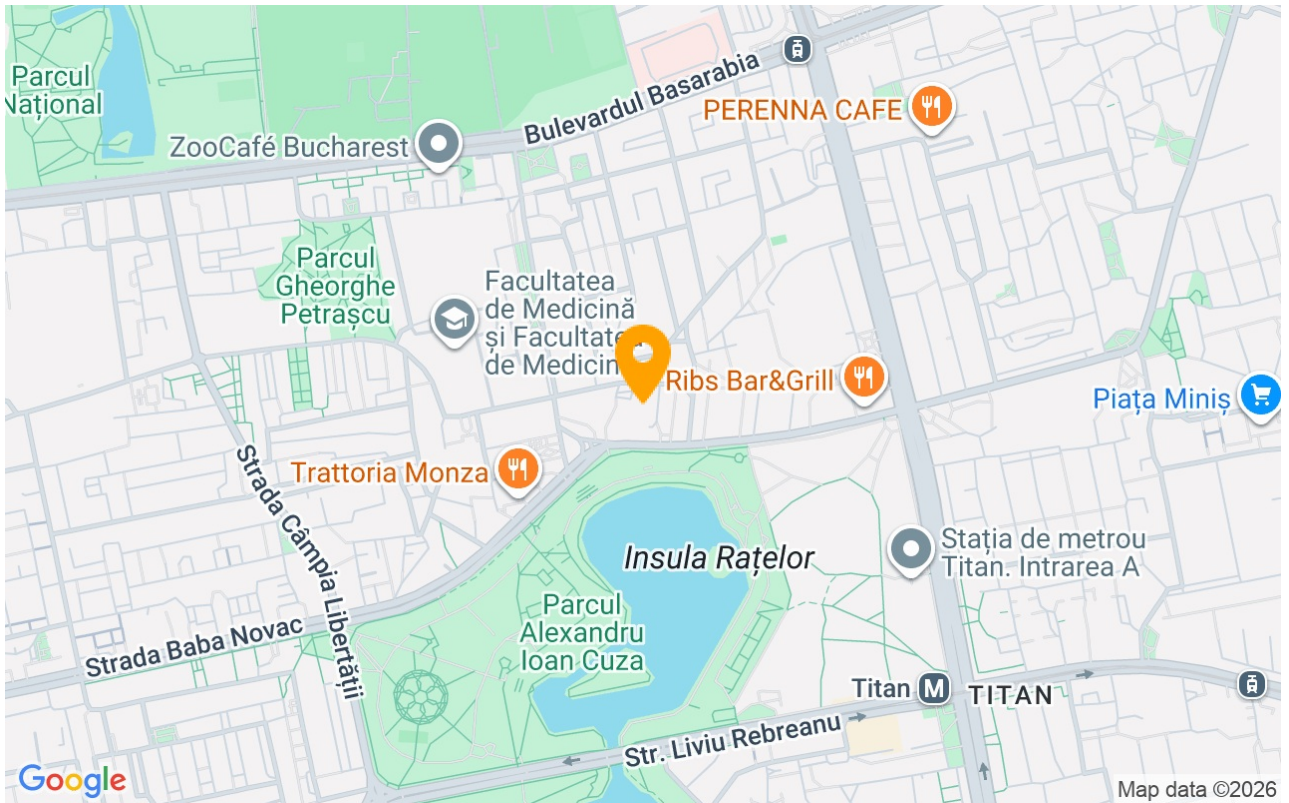 Parcul
Național
ZooCafé Bucharest
Bulevardul Basarabia
PERENNA CAFE
Parcul
Gheorghe
Petrașcu
Facultatea
de Medicină
și Facultatea
de Medicin
Ribs Bar&Grill
Piața Miniș
Trattoria Monza
Strada Câmpia Libertății
Insula Rațelor
Stația de metrou
Titan. Intrarea A
Parcul
Alexandru
Ioan Cuza
Strada Baba Novac
Titan M
TITAN
Str. Liviu Rebreanu
Google
Map data ©2026